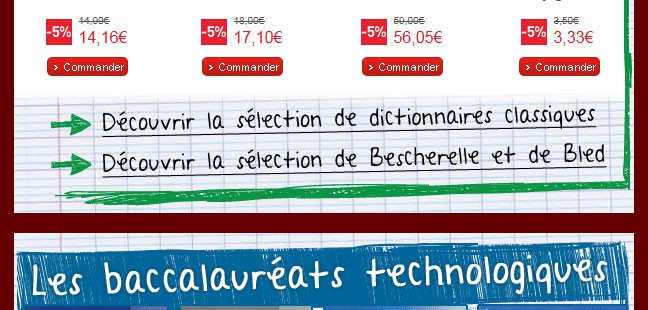 -5% 14,90€ 14,16€
-5% 18,00€ 17,10€
-5% 59,00€ 56,05€
-5% 3,50€ 3,33€
> Commander > Commander > Commander > Commander
Découvrir la sélection de dictionnaires classiques
Découvrir la sélection de Bescherelle et de Bled
Les baccalauréats technologiques